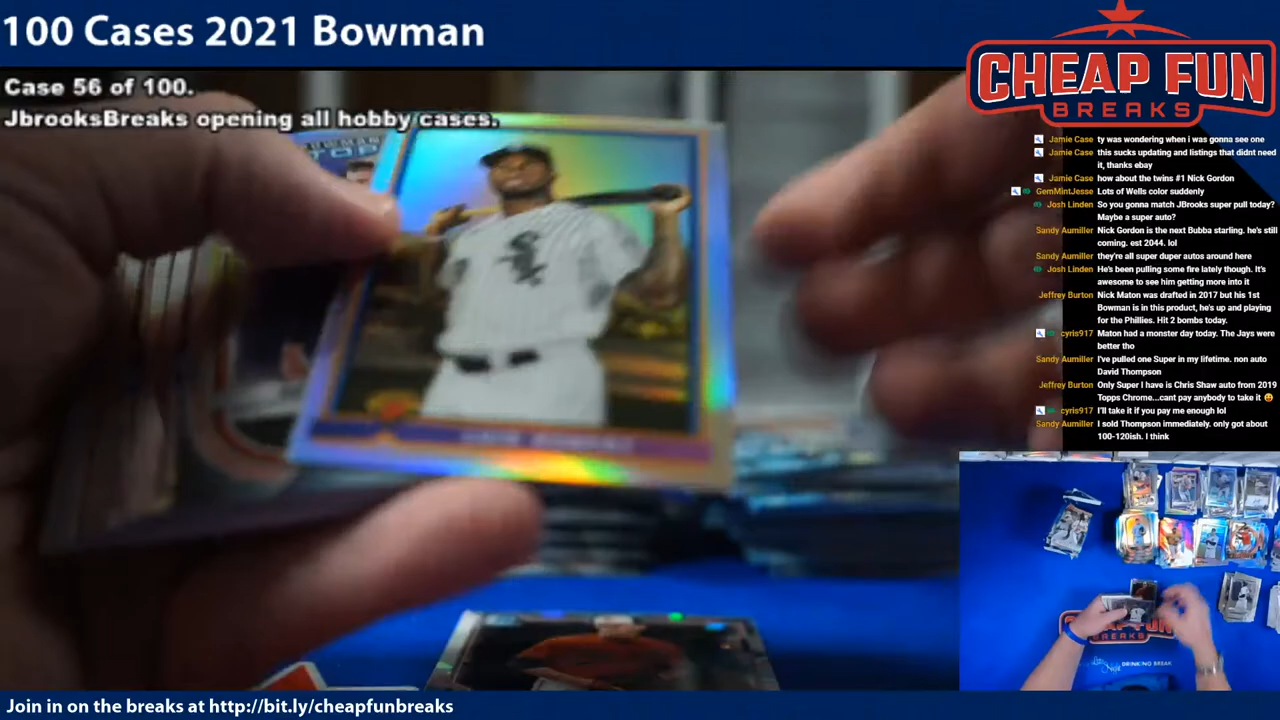 100 Cases 2021 Bowman
Case 56 of 100.
JbrooksBreaks opening all hobby cases.
CHEAP FUN
BREAKS
Jamie Case ty was wondering when i was gonna see one
Jamie Case this sucks updating and listings that didnt need
it, thanks ebay
Jamie Case how about the twins #1 Nick Gordon
GemMintJesse Lots of Wells color suddenly
Josh Linden So you gonna match JBrooks super pull today?
Maybe a super auto?
Sandy Aumiller Nick Gordon is the next Bubba starling. he's still
coming. est 2044. lol
Sandy Aumiller they're all super duper autos around here
Josh Linden He's been pulling some fire lately though. It's
awesome to see him getting more into it
Jeffrey Burton Nick Maton was drafted in 2017 but his 1st
Bowman is in this product, he's up and playing
for the Phillies. Hit 2 bombs today.
cyris917 Maton had a monster day today. The Jays were
better tho
Sandy Aumiller I've pulled one Super in my lifetime. non auto
David Thompson
Jeffrey Burton Only Super I have is Chris Shaw auto from 2019
Topps Chrome...cant pay anybody to take it 😀
cyris917 I'll take it if you pay me enough lol
Sandy Aumiller I sold Thompson immediately. only got about
100-120ish. I think
BOWMAN
TOP
Sox
CHEAP FUN
BREAKS
DRINKING BREAK
Join in on the breaks at http://bit.ly/cheapfunbreaks